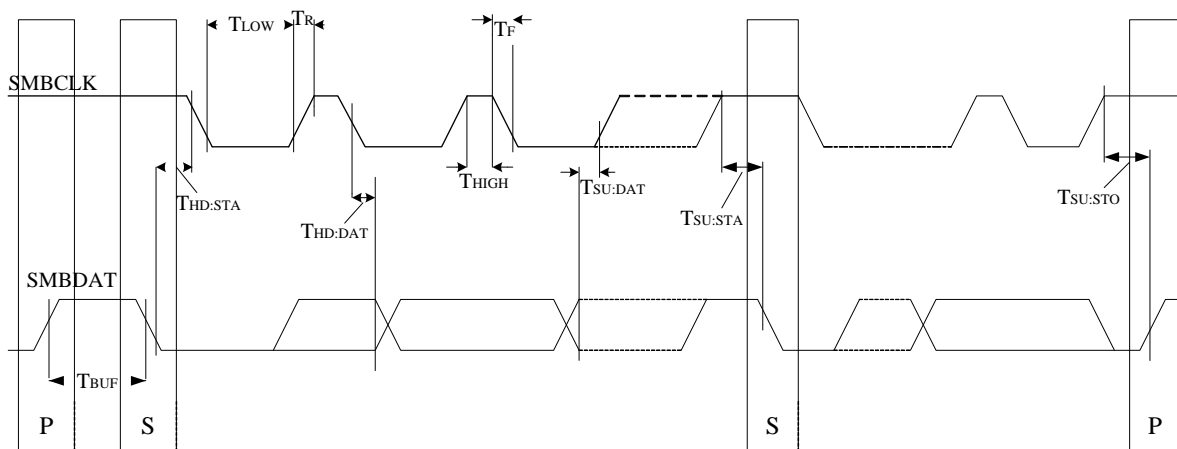 TLOW TR TF
SMBCLK
THIGH TSU:DAT
THD:STA TSU:STA TSU:STO
THD:DAT
SMBDAT
TBUF
P S S P